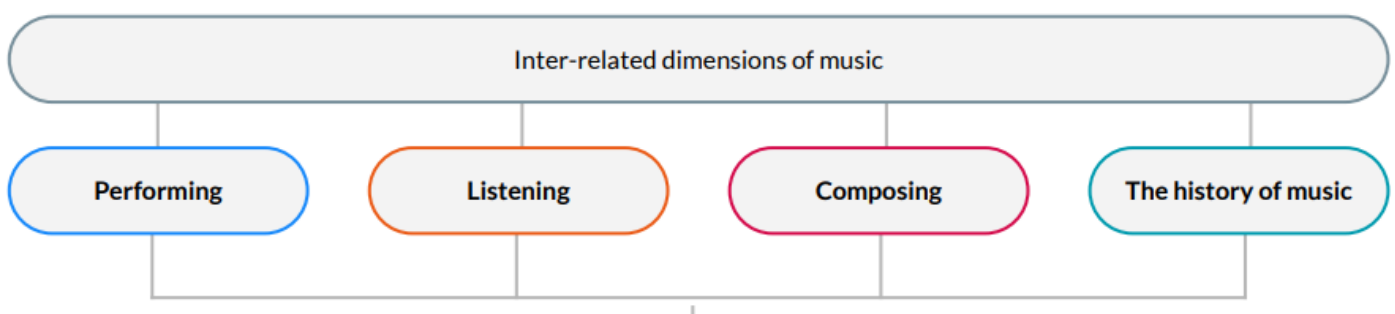 Inter-related dimensions of music
Performing
Listening
Composing
The history of music